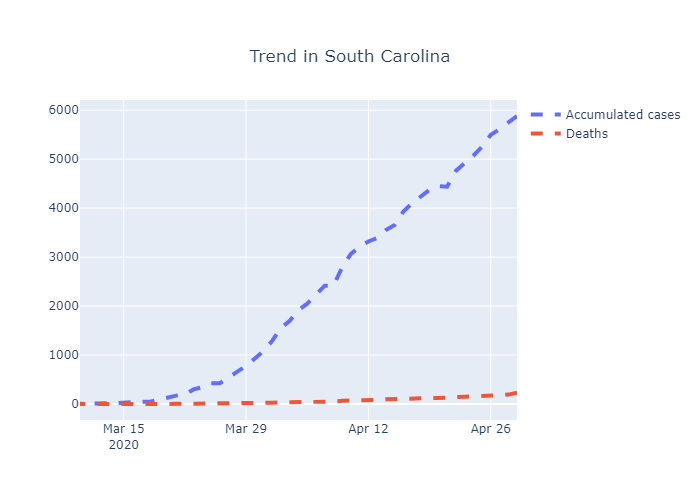 Trend in South Carolina
6000
5000
4000
3000
2000
1000
0
Mar 15
2020
Mar 29
Apr 12
Apr 26
Accumulated cases
Deaths